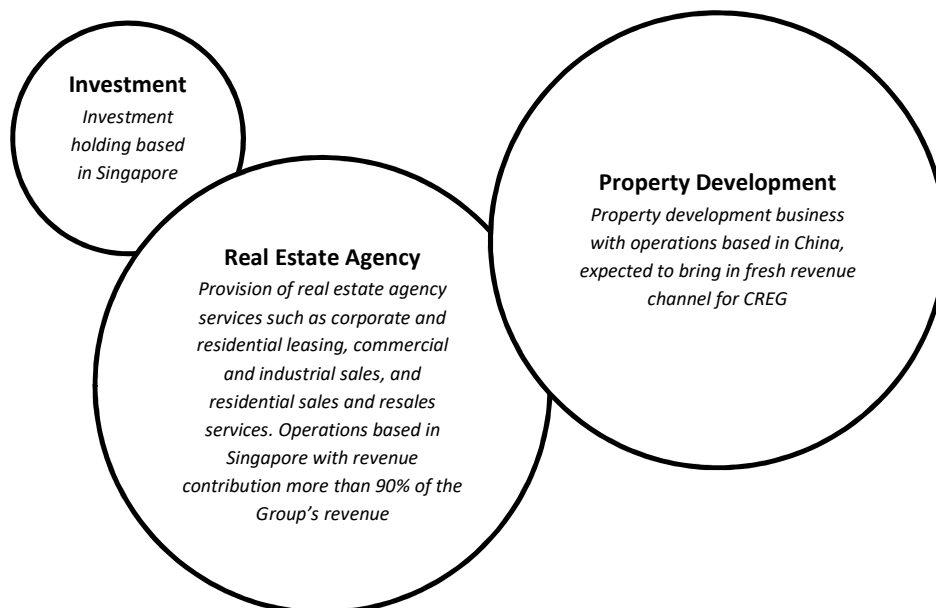 Investment
Investment
holding based
in Singapore
Real Estate Agency
Provision of real estate agency
services such as corporate and
residential leasing, commercial
and industrial sales, and
residential sales and resales
services. Operations based in
Singapore with revenue
contribution more than 90% of the
Group’s revenue
Property Development
Property development business
with operations based in China,
expected to bring in fresh revenue
channel for CREG